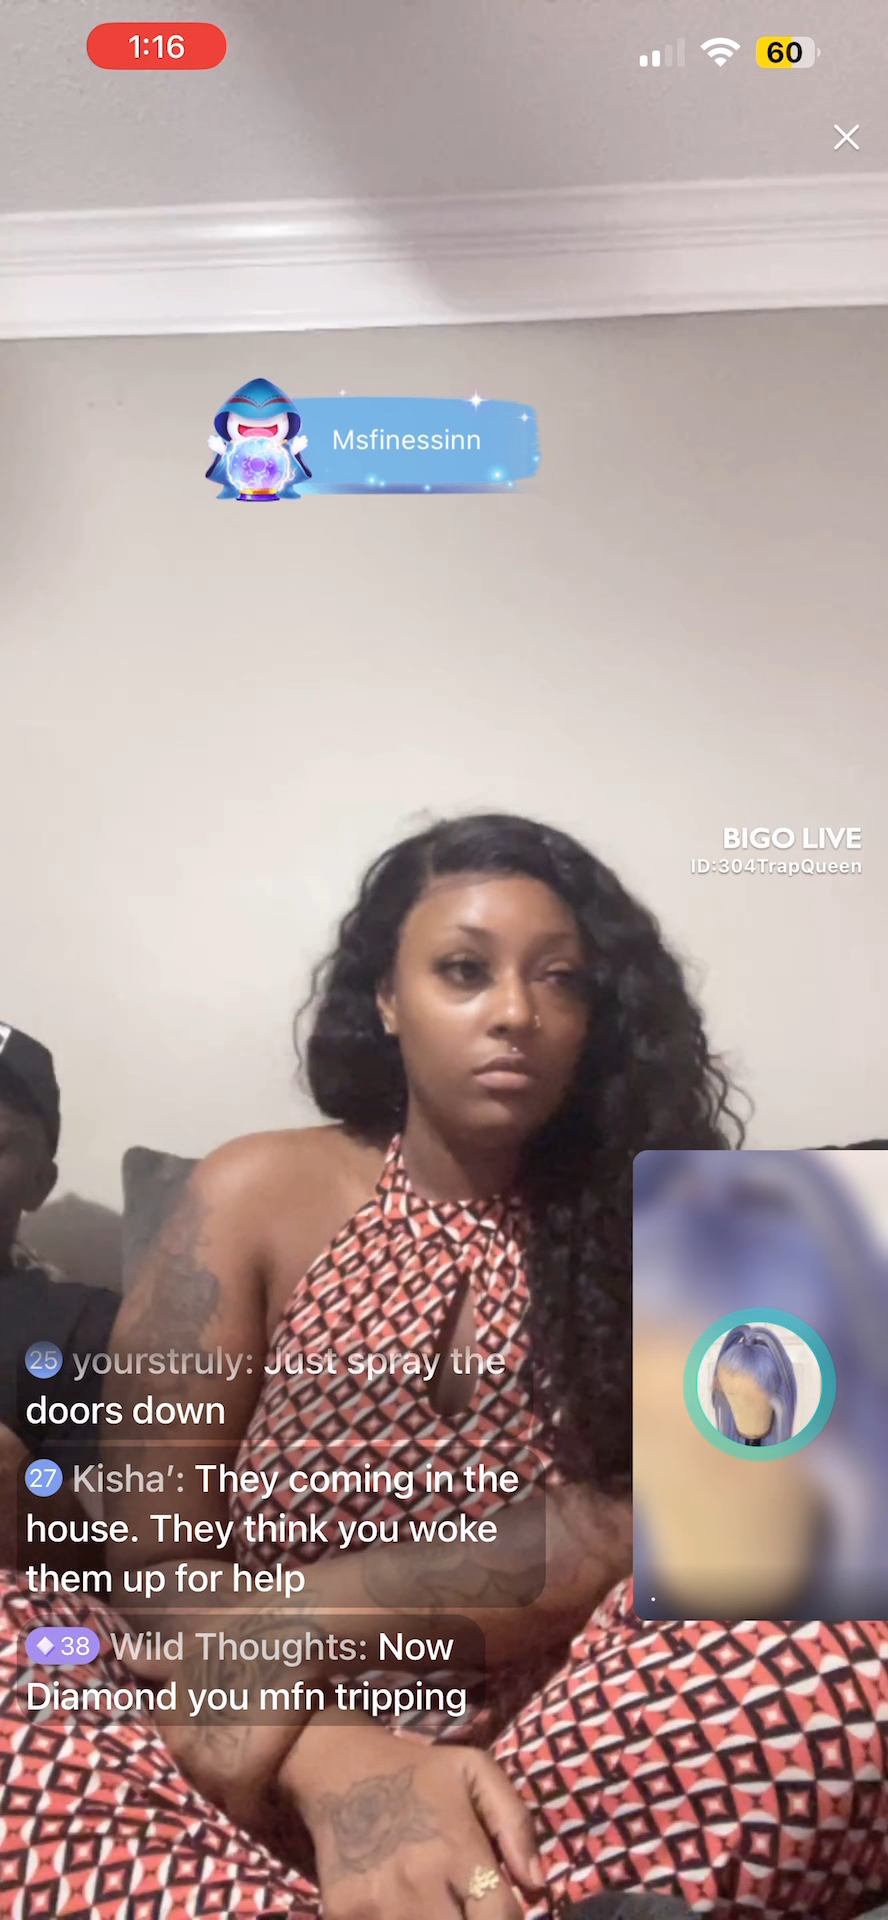 1:16
60
Msfinessinn
BIGO LIVE
ID:304TrapQueen
25 yourstruly: Just spray the
doors down
27 Kisha’: They coming in the
house. They think you woke
them up for help
38 Wild Thoughts: Now
Diamond you mfn tripping